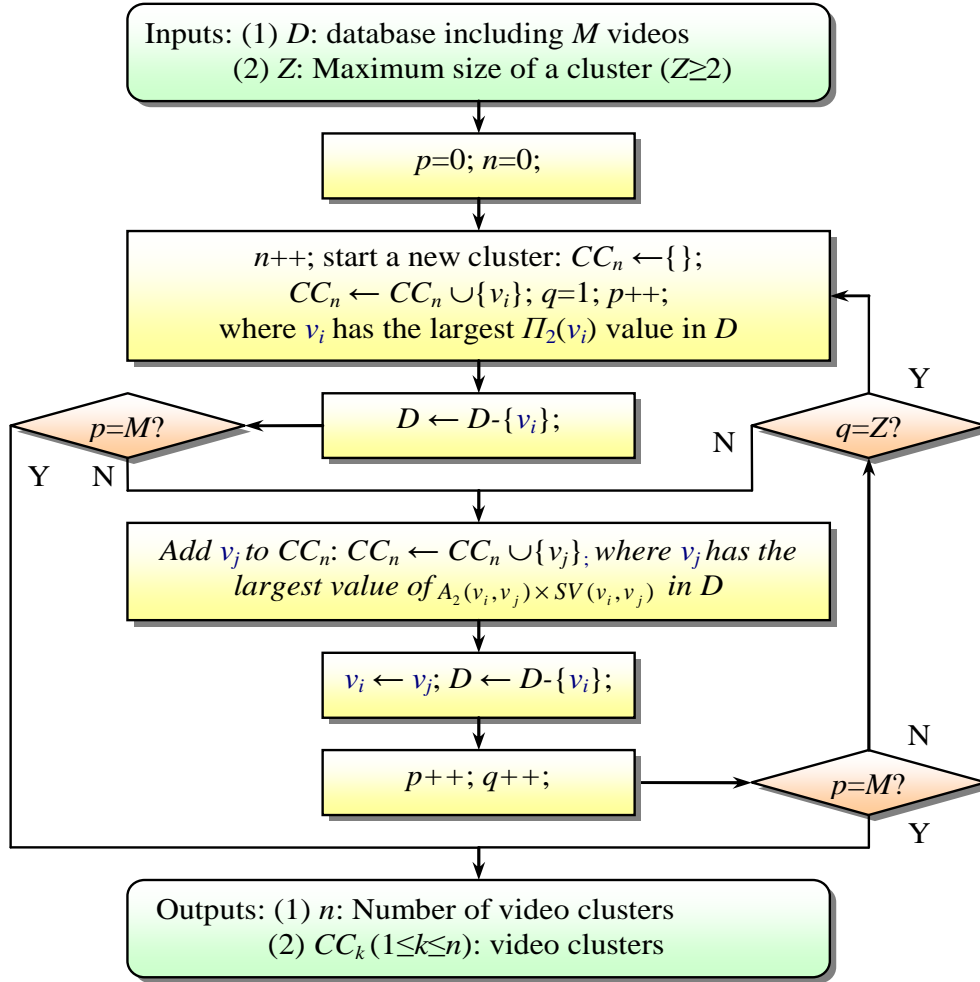 Inputs: (1) D: database including M videos
(2) Z: Maximum size of a cluster (Z≥2)
p=0; n=0;
n++; start a new cluster: CCₙ ←{};
CCₙ ← CCₙ ∪{vᵢ}; q=1; p++;
where vᵢ has the largest Π₂(vᵢ) value in D
D ← D-{vᵢ};
p=M?
Y
N
q=Z?
Y
N
Add vⱼ to CCₙ: CCₙ ← CCₙ ∪{vⱼ}; where vⱼ has the
largest value of A₂(vᵢ,vⱼ)×SV(vᵢ,vⱼ) in D
vᵢ ← vⱼ; D ← D-{vᵢ};
p++; q++;
p=M?
N
Y
Outputs: (1) n: Number of video clusters
(2) CCₖ (1≤k≤n): video clusters